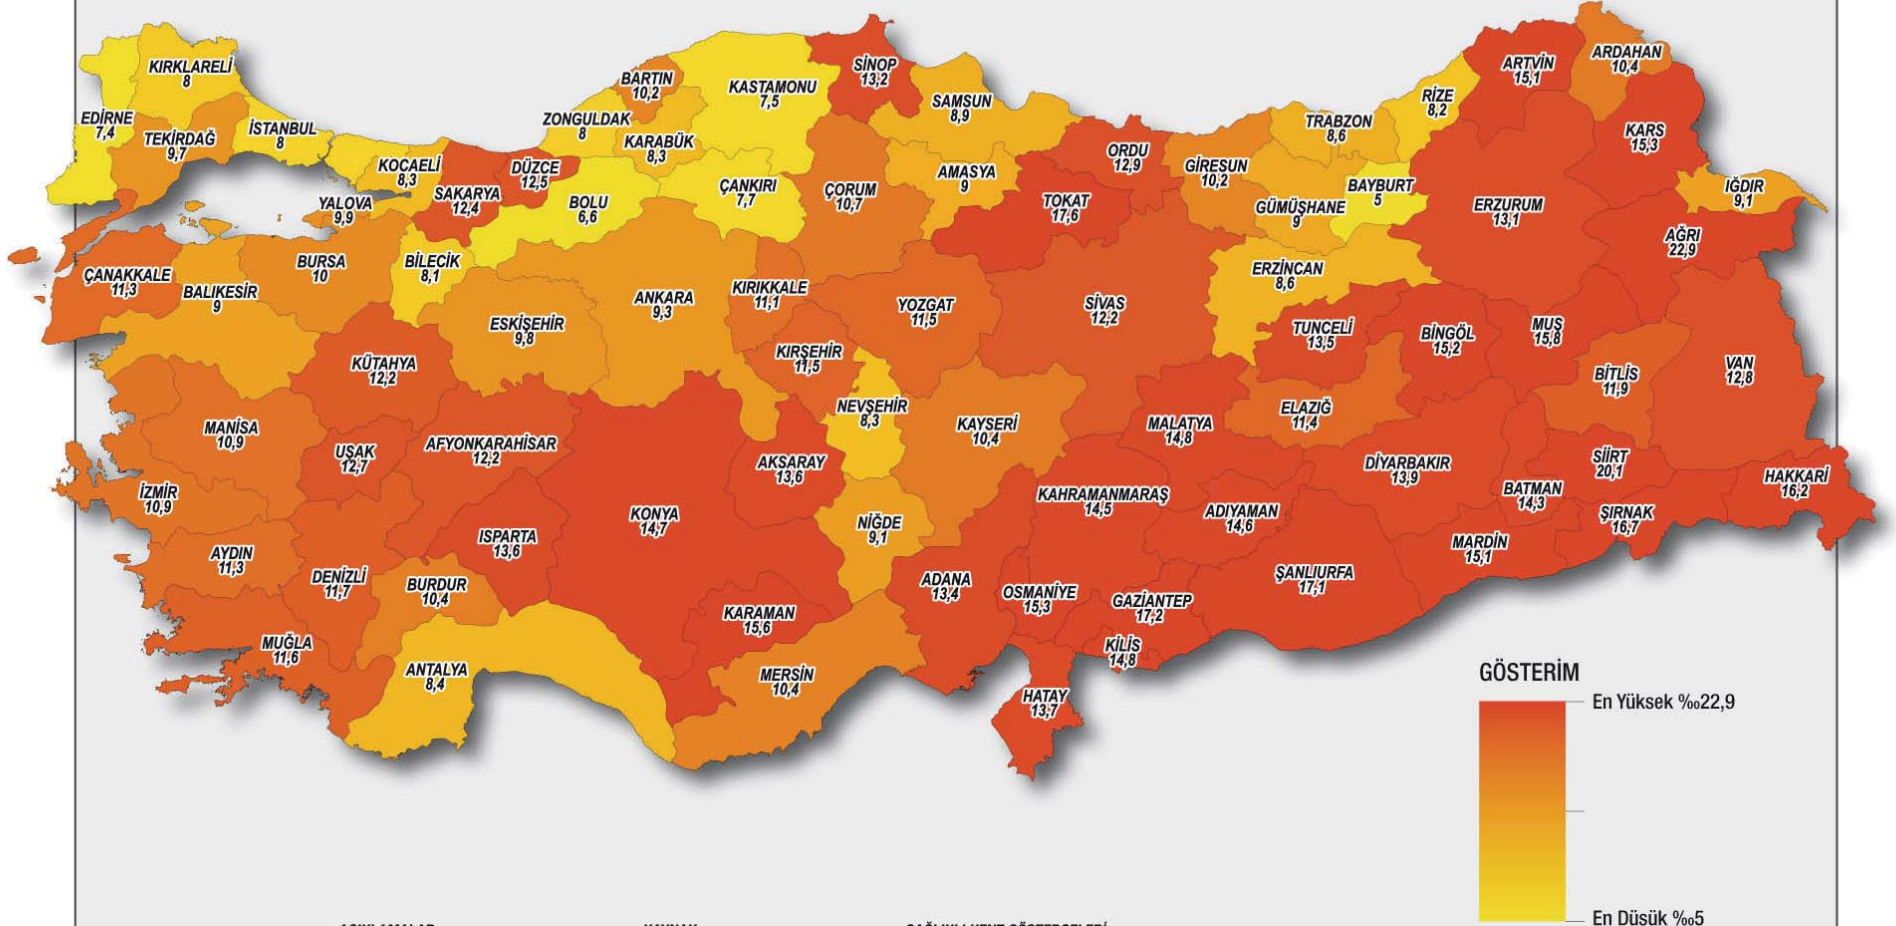 KIRKLARELİ
8
EDİRNE
7,4
TEKİRDAĞ
9,7
İSTANBUL
8
KOCAELİ
8,3
YALOVA
9,9
SAKARYA
12,4
DÜZCE
12,5
ZONGULDAK
8
BARTIN
10,2
KARABÜK
8,3
KASTAMONU
7,5
SİNOP
13,2
SAMSUN
8,9
BOLU
6,6
ÇANKIRI
7,7
ÇORUM
10,7
AMASYA
9
TOKAT
17,6
ORDU
12,9
GİRESUN
10,2
TRABZON
8,6
RİZE
8,2
ARTVİN
15,1
ARDAHAN
10,4
KARS
15,3
GÜMÜŞHANE
9
BAYBURT
5
ERZURUM
13,1
IĞDIR
9,1
AĞRI
22,9
ÇANAKKALE
11,3
BALIKESİR
9
BURSA
10
BİLECİK
8,1
ESKİŞEHİR
9,8
ANKARA
9,3
KIRIKKALE
11,1
YOZGAT
11,5
SİVAS
12,2
ERZİNCAN
8,6
TUNCELİ
13,5
BİNGÖL
15,2
MUŞ
15,8
BİTLİS
11,9
VAN
12,8
KÜTAHYA
12,2
KIRŞEHİR
11,5
NEVŞEHİR
8,3
KAYSERİ
10,4
MALATYA
14,8
ELAZIĞ
11,4
MANİSA
10,9
UŞAK
12,7
AFYONKARAHİSAR
12,2
AKSARAY
13,6
DİYARBAKIR
13,9
BATMAN
14,3
SİİRT
20,1
ŞIRNAK
16,7
HAKKARİ
16,2
İZMİR
10,9
ISPARTA
13,6
KONYA
14,7
NİĞDE
9,1
KAHRAMANMARAŞ
14,5
ADIYAMAN
14,6
MARDİN
15,1
AYDIN
11,3
DENİZLİ
11,7
BURDUR
10,4
KARAMAN
15,6
ADANA
13,4
OSMANİYE
15,3
GAZİANTEP
17,2
ŞANLIURFA
17,1
MUĞLA
11,6
ANTALYA
8,4
MERSİN
10,4
KİLİS
14,8
HATAY
13,7
GÖSTERİM
En Yüksek ‰22,9
En Düşük ‰5
AÇIKLAMALAR KAYNAK SAĞLIKLI KENT GÖSTERGELERİ